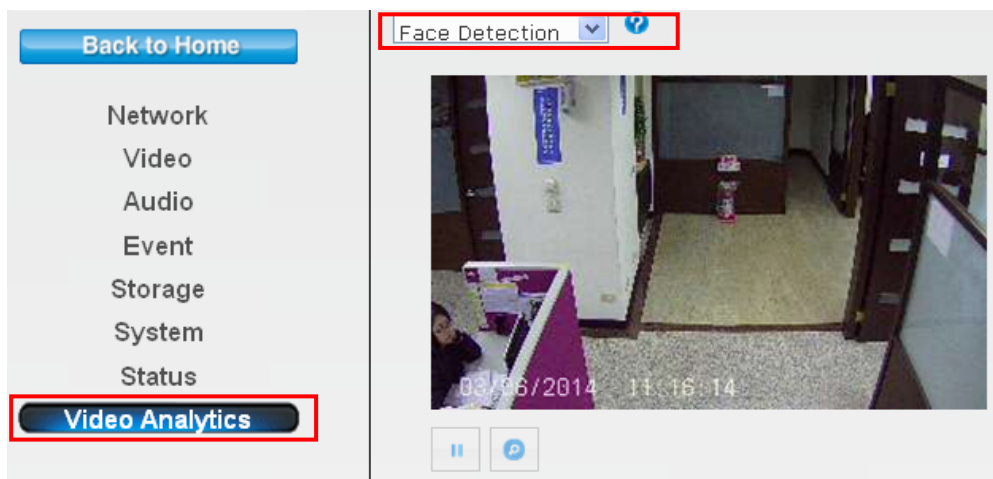 Back to Home
Network
Video
Audio
Event
Storage
System
Status
Video Analytics
Face Detection
?
03/06/2014 11:16:14